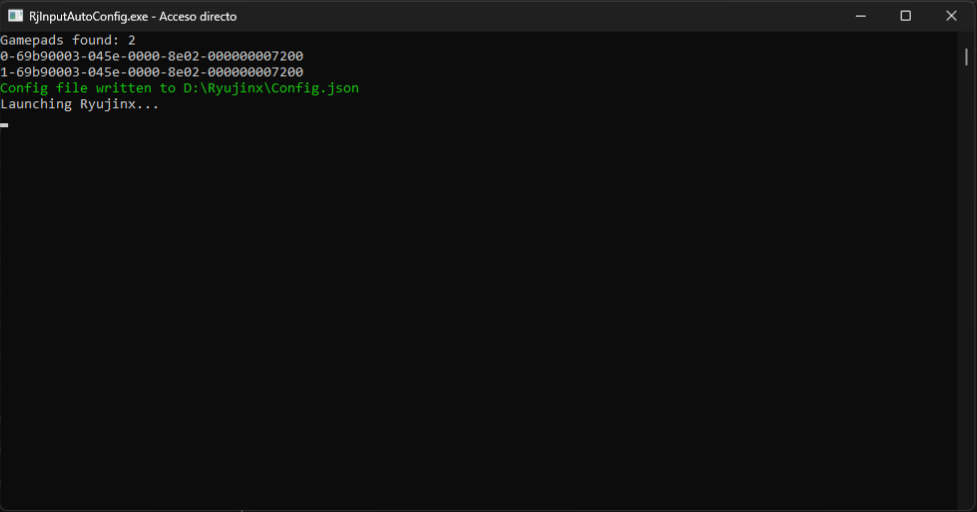 RjInputAutoConfig.exe - Acceso directo
Gamepads found: 2
0-69b90003-045e-0000-8e02-000000007200
1-69b90003-045e-0000-8e02-000000007200
Config file written to D:\Ryujinx\Config.json
Launching Ryujinx...